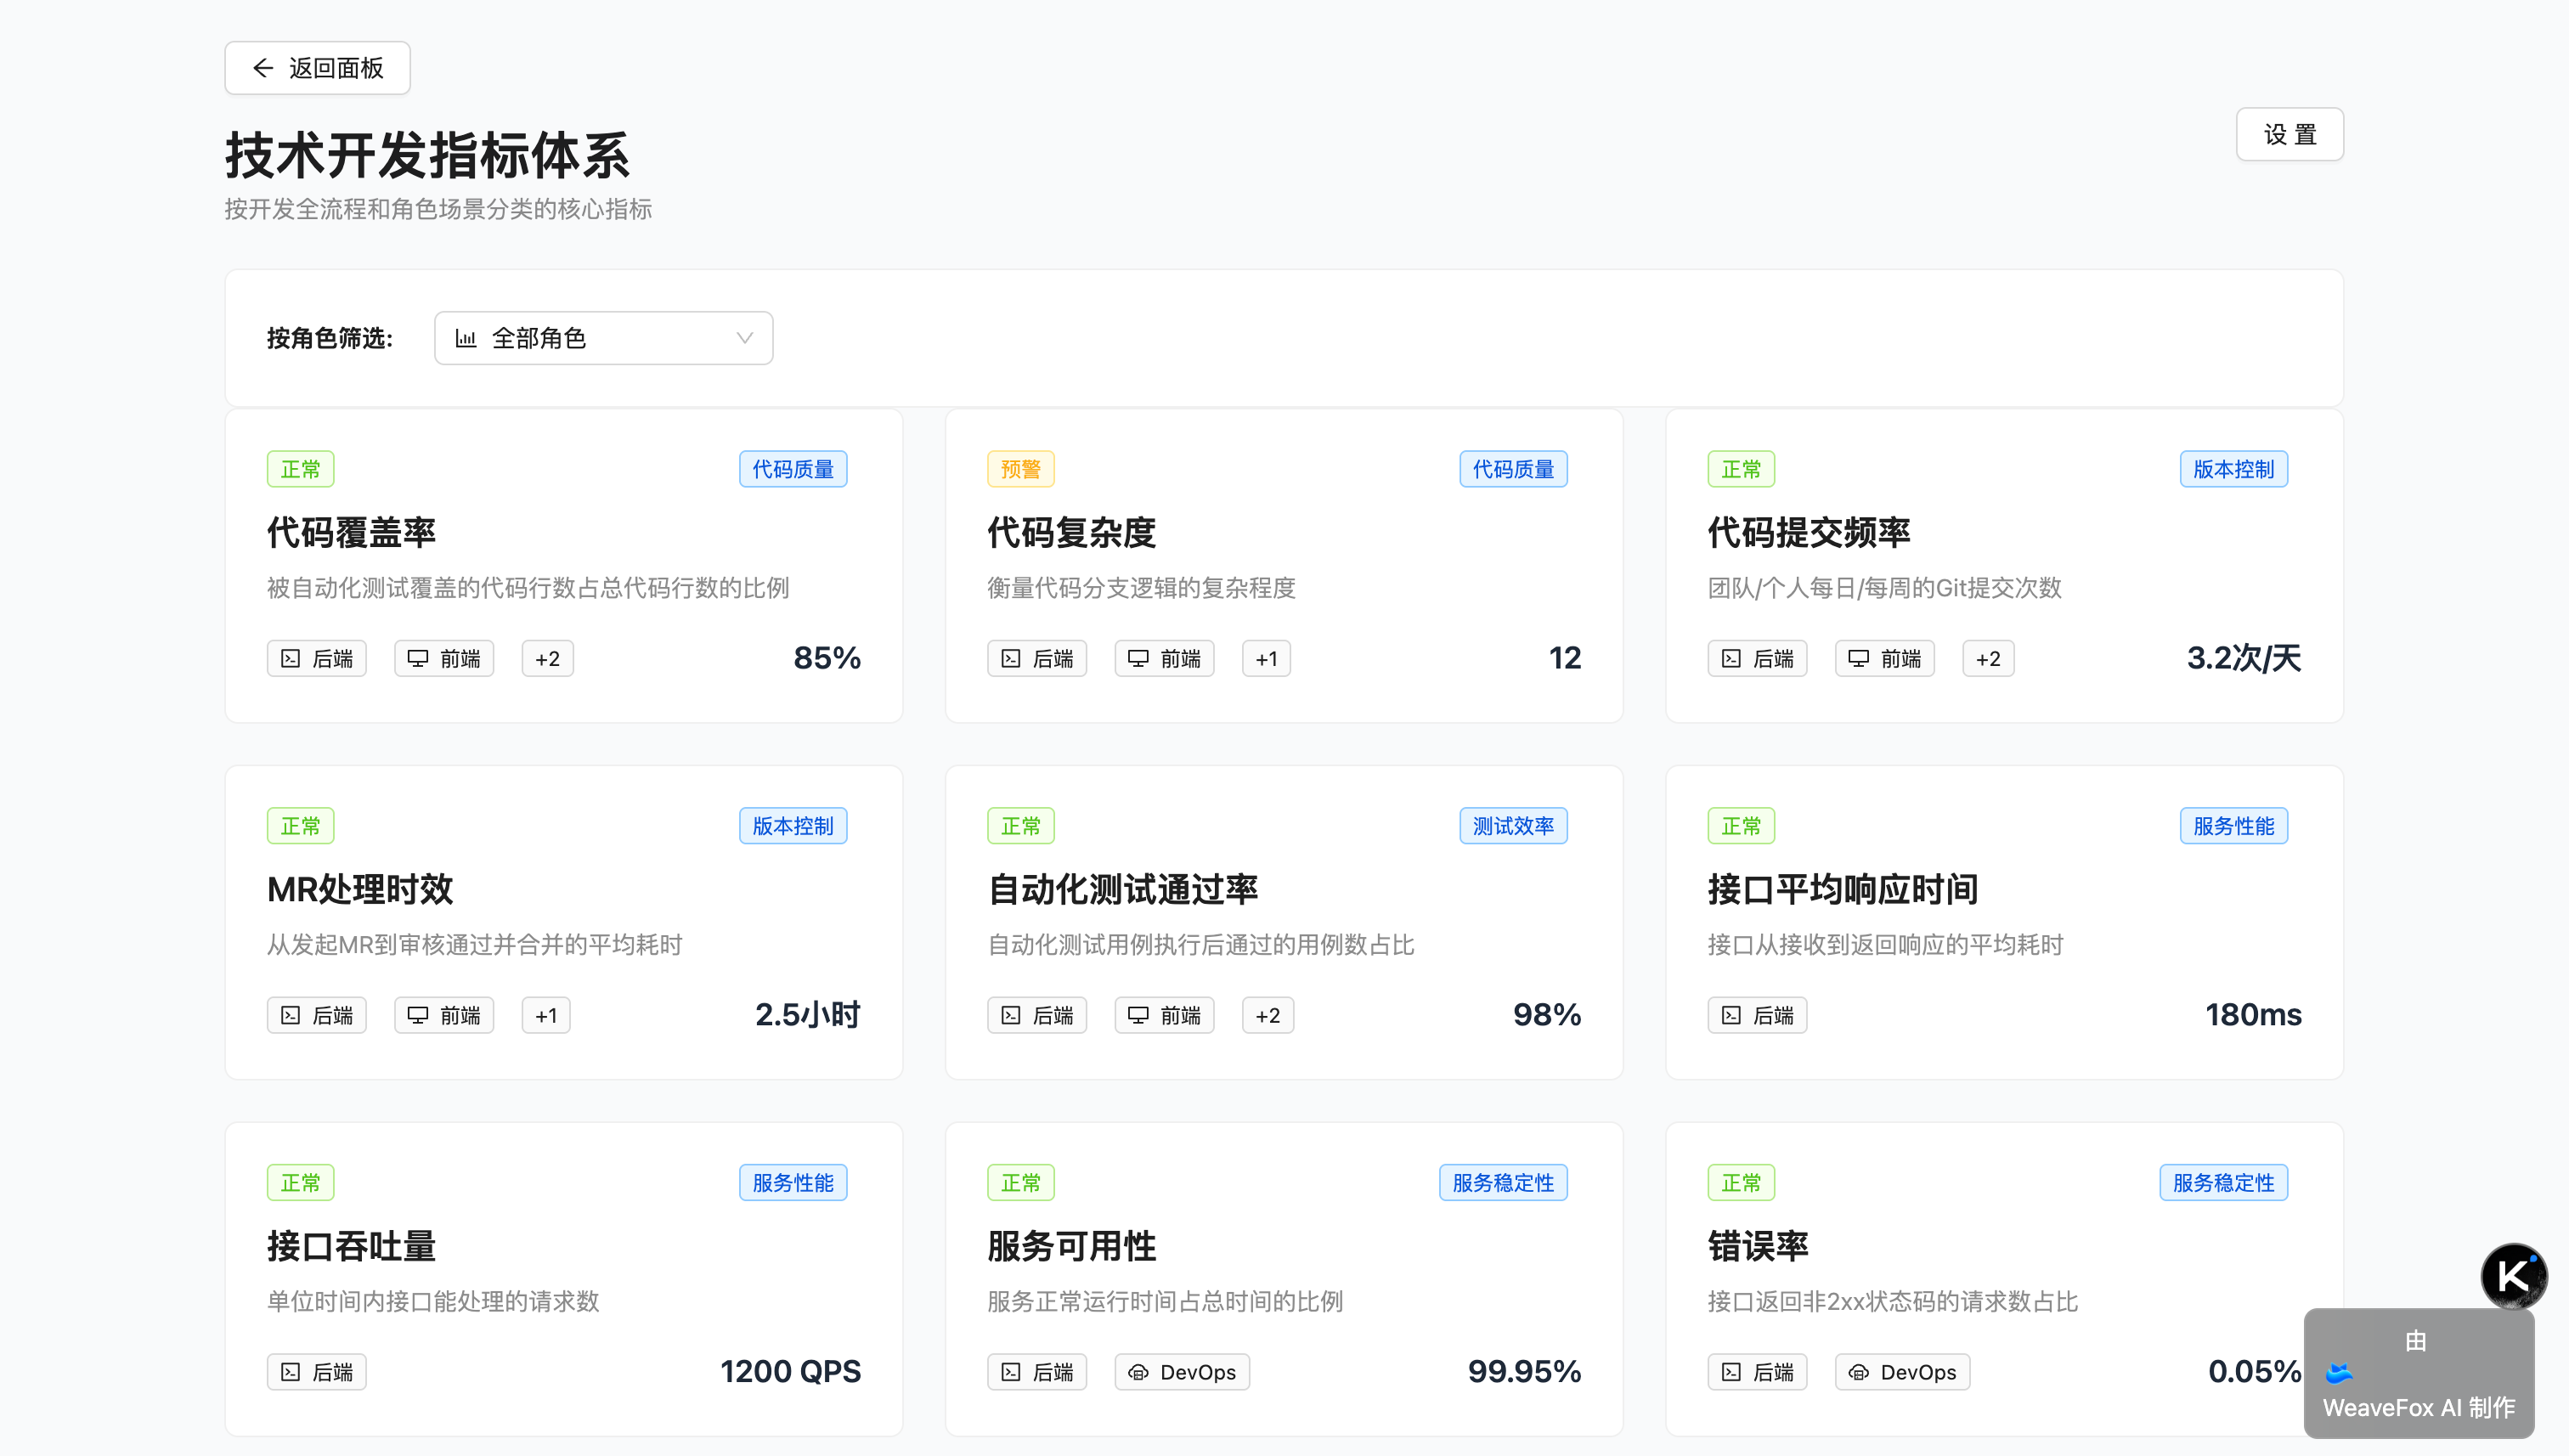 返回面板
技术开发指标体系
设 置
按开发全流程和角色场景分类的核心指标
按角色筛选: 全部角色
正常 代码质量
代码覆盖率
被自动化测试覆盖的代码行数占总代码行数的比例
后端 前端 +2 85%
预警 代码质量
代码复杂度
衡量代码分支逻辑的复杂程度
后端 前端 +1 12
正常 版本控制
代码提交频率
团队/个人每日/每周的Git提交次数
后端 前端 +2 3.2次/天
正常 版本控制
MR处理时效
从发起MR到审核通过并合并的平均耗时
后端 前端 +1 2.5小时
正常 测试效率
自动化测试通过率
自动化测试用例执行后通过的用例数占比
后端 前端 +2 98%
正常 服务性能
接口平均响应时间
接口从接收到返回响应的平均耗时
后端 180ms
正常 服务性能
接口吞吐量
单位时间内接口能处理的请求数
后端 1200 QPS
正常 服务稳定性
服务可用性
服务正常运行时间占总时间的比例
后端 DevOps 99.95%
正常 服务稳定性
错误率
接口返回非2xx状态码的请求数占比
后端 DevOps 0.05%
K
由
WeaveFox AI 制作